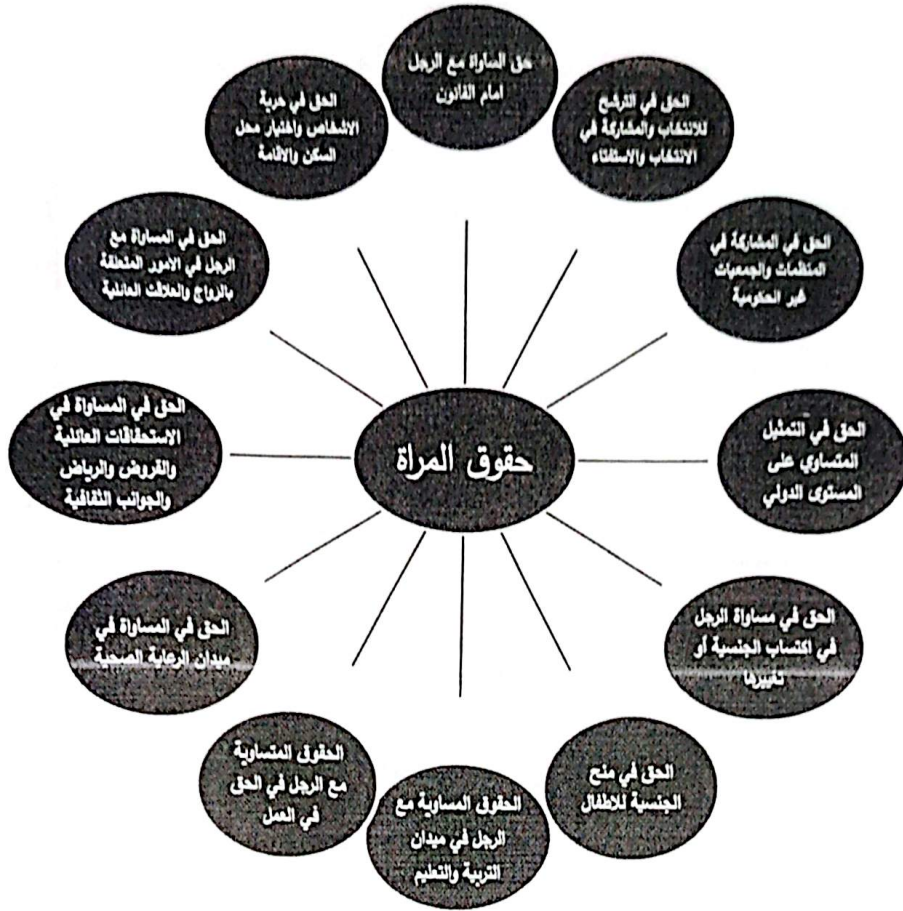 حق الساواة مع الرجل
امام القانون
الحق في الترشح
للانتخاب والمشاركة في
الانتخاب والاستفتاء
الحق في المشاركة في
المنظمات والجمعيات
غير الحكومية
الحق في التمثيل
المتساوي على
المستوى الدولي
الحق في مساواة الرجل
في اكتساب الجنسية أو
تغييرها
الحق في منح
الجنسية للاطفال
الحقوق المساوية مع
الرجل في ميدان
التربية والتعليم
الحقوق المتساوية
مع الرجل في الحق
في العمل
الحق في المساواة في
ميدان الرعاية الصحية
الحق في المساواة في
الاستحقاقات العائلية
والقروض والرياض
والجوانب الثقافية
الحق في المساواة مع
الرجل في الامور المتعلقة
بالزواج والعلاقات العائلية
الحق في حرية
الاشخاص واختيار محل
السكن والاقامة
حقوق المراة